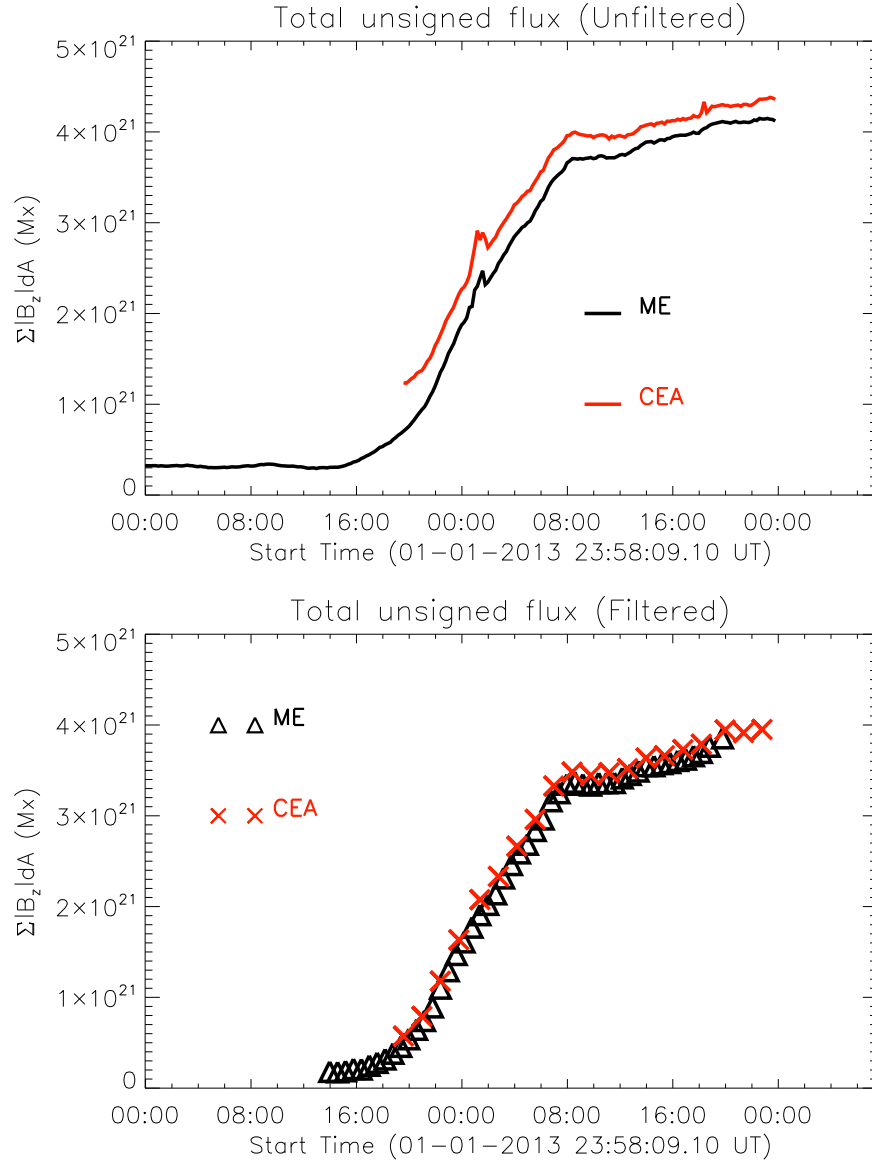 Total unsigned flux (Unfiltered)
5×10²¹
4×10²¹
3×10²¹
2×10²¹
1×10²¹
0
Σ|B_z|dA (Mx)
ME
CEA
00:00 08:00 16:00 00:00 08:00 16:00 00:00
Start Time (01-01-2013 23:58:09.10 UT)
Total unsigned flux (Filtered)
5×10²¹
4×10²¹
3×10²¹
2×10²¹
1×10²¹
0
Σ|B_z|dA (Mx)
ME
CEA
00:00 08:00 16:00 00:00 08:00 16:00 00:00
Start Time (01-01-2013 23:58:09.10 UT)